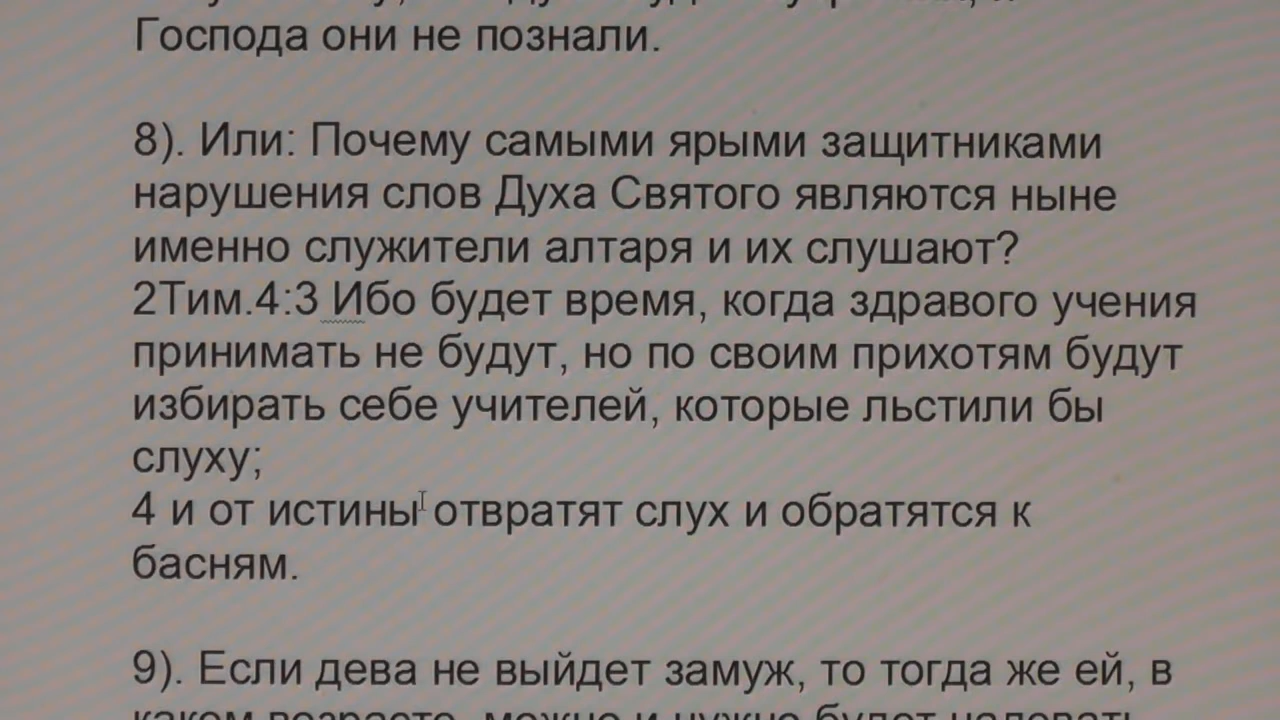 Господа они не познали.
8). Или: Почему самыми ярыми защитниками
нарушения слов Духа Святого являются ныне
именно служители алтаря и их слушают?
2Тим.4:3 Ибо будет время, когда здравого учения
принимать не будут, но по своим прихотям будут
избирать себе учителей, которые льстили бы
слуху;
4 и от истины отвратят слух и обратятся к
басням.
9). Если дева не выйдет замуж, то тогда же ей, в